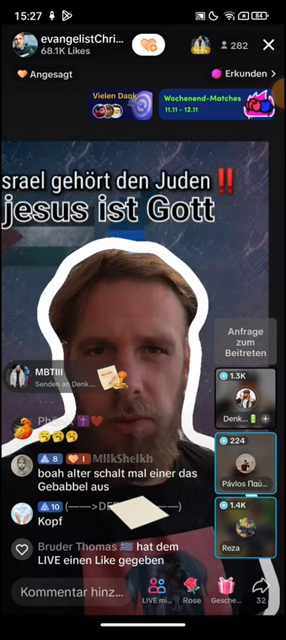 15:27
84
evangelistChri...
68.1K Likes
282
Angesagt
Erkunden >
Vielen Dank
Wochenend-Matches
11.11 - 12.11
srael gehört den Juden ‼️
jesus ist Gott
Anfrage
zum
Beitreten
MBTIII
Senden an Denk...
1.3K
Denk...
+
🥱🥱🥱
224
Pávlos Παύ...
8
1
MilkSheikh
boah alter schalt mal einer das
Gebabbel aus
1.4K
Reza
10
Kopf
Bruder Thomas 🇬🇷 hat dem
LIVE einen Like gegeben
Kommentar hinz...
LIVE mi...
Rose
Gesche...
32